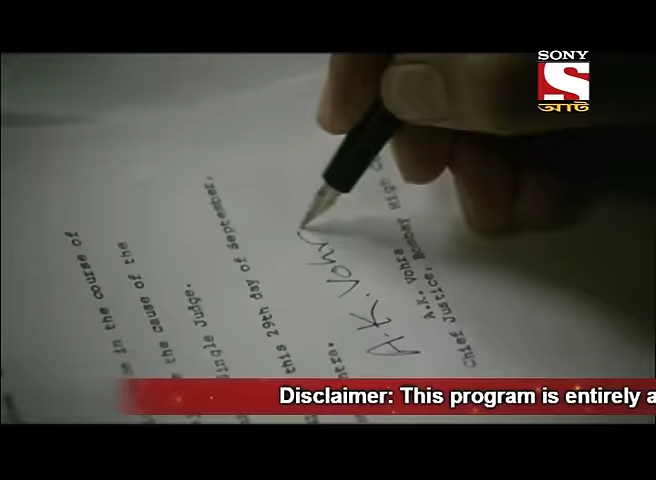 SONY
S
আট
in the course of
the cause of the
Single Judge.
this 29th day of September,
A.K. Vohr
A.K. Vohra
Chief Justice, Bombay High
Disclaimer: This program is entirely a